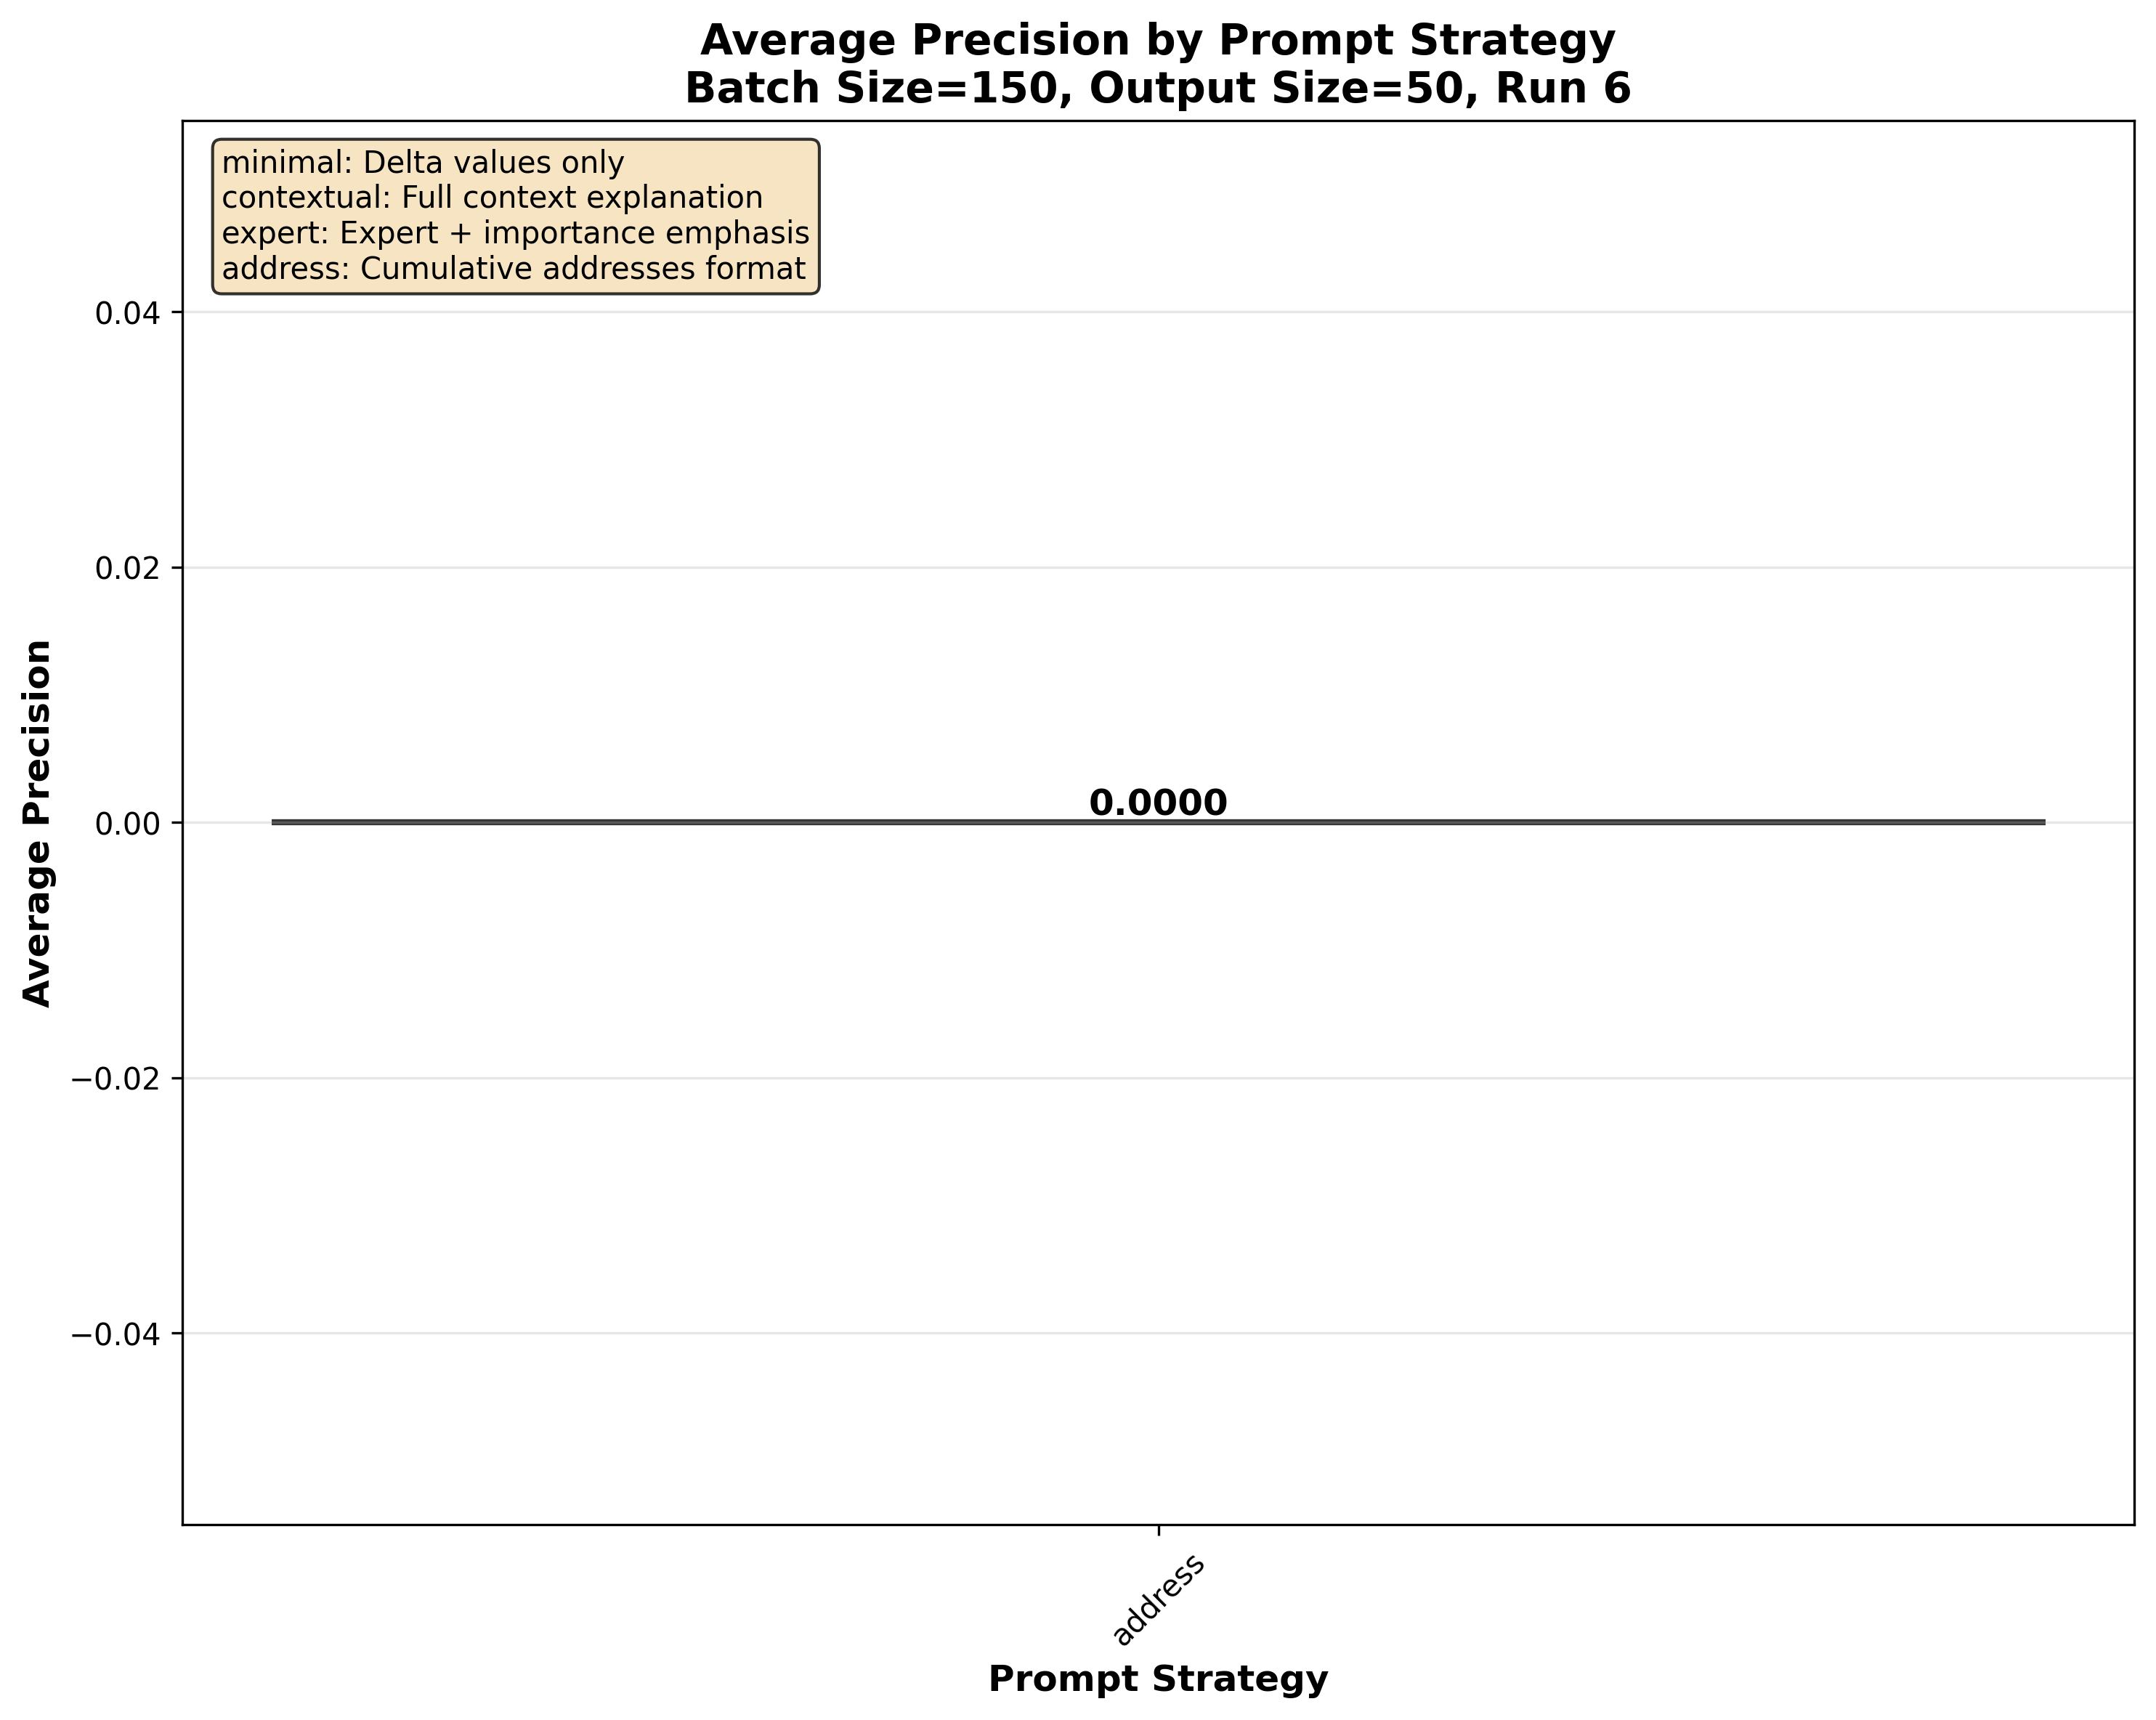 Average Precision by Prompt Strategy
Batch Size=150, Output Size=50, Run 6
minimal: Delta values only
contextual: Full context explanation
expert: Expert + importance emphasis
address: Cumulative addresses format
0.04
0.02
0.00
−0.02
−0.04
Average Precision
0.0000
address
Prompt Strategy